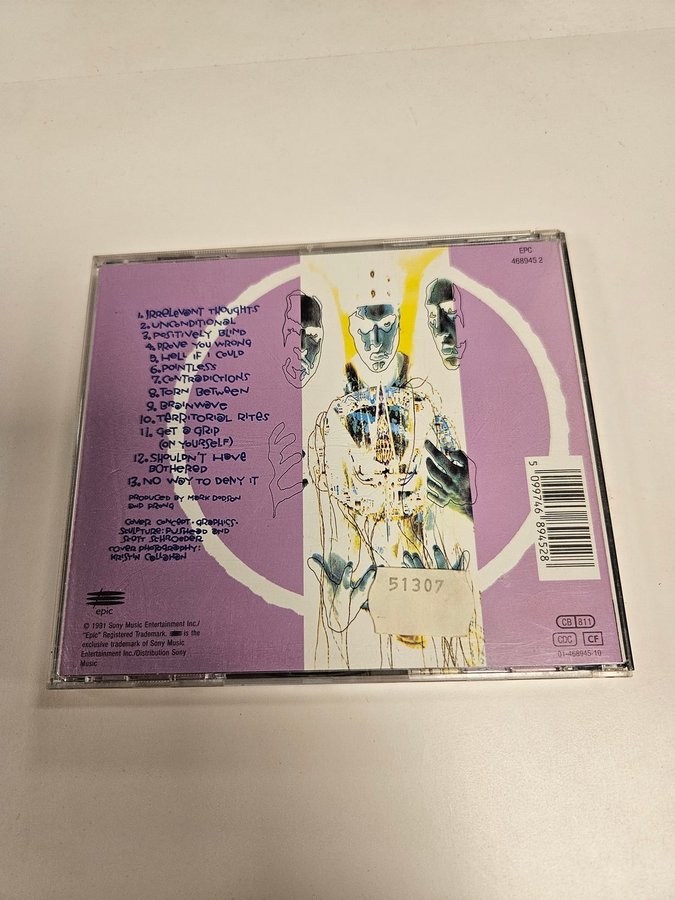 EPC
468945 2
1. IRRELEVANT THOUGHTS
2. UNCONDITIONAL
3. POSITIVELY BLIND
4. PROVE YOU WRONG
5. HELL IF I COULD
6. POINTLESS
7. CONTRADICTIONS
8. TORN BETWEEN
9. BRAINWAVE
10. TERRITORIAL RITES
11. GET A GRIP
(ON YOURSELF)
12. SHOULDN'T HAVE
BOTHERED
13. NO WAY TO DENY IT
PRODUCED BY MARK DODSON
AND PRONG
COVER CONCEPT · GRAPHICS ·
SCULPTURE: PUSHEAD AND
SCOTT SCHROEDER
COVER PHOTOGRAPHY:
KRISTIN CALLAHAN
epic
© 1991 Sony Music Entertainment Inc./
"Epic" Registered Trademark. is the
exclusive trademark of Sony Music
Entertainment Inc./Distribution Sony
Music
51307
5 099746 894528
CB 811
CDC CF
01-468945-10